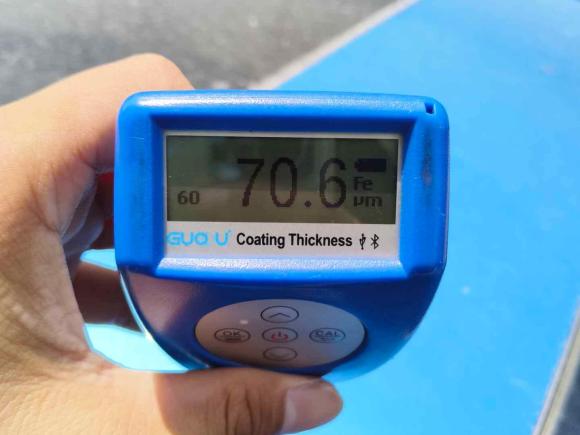 70.6
Fe
60
μm
GUO U
Coating Thickness
OK
CAL